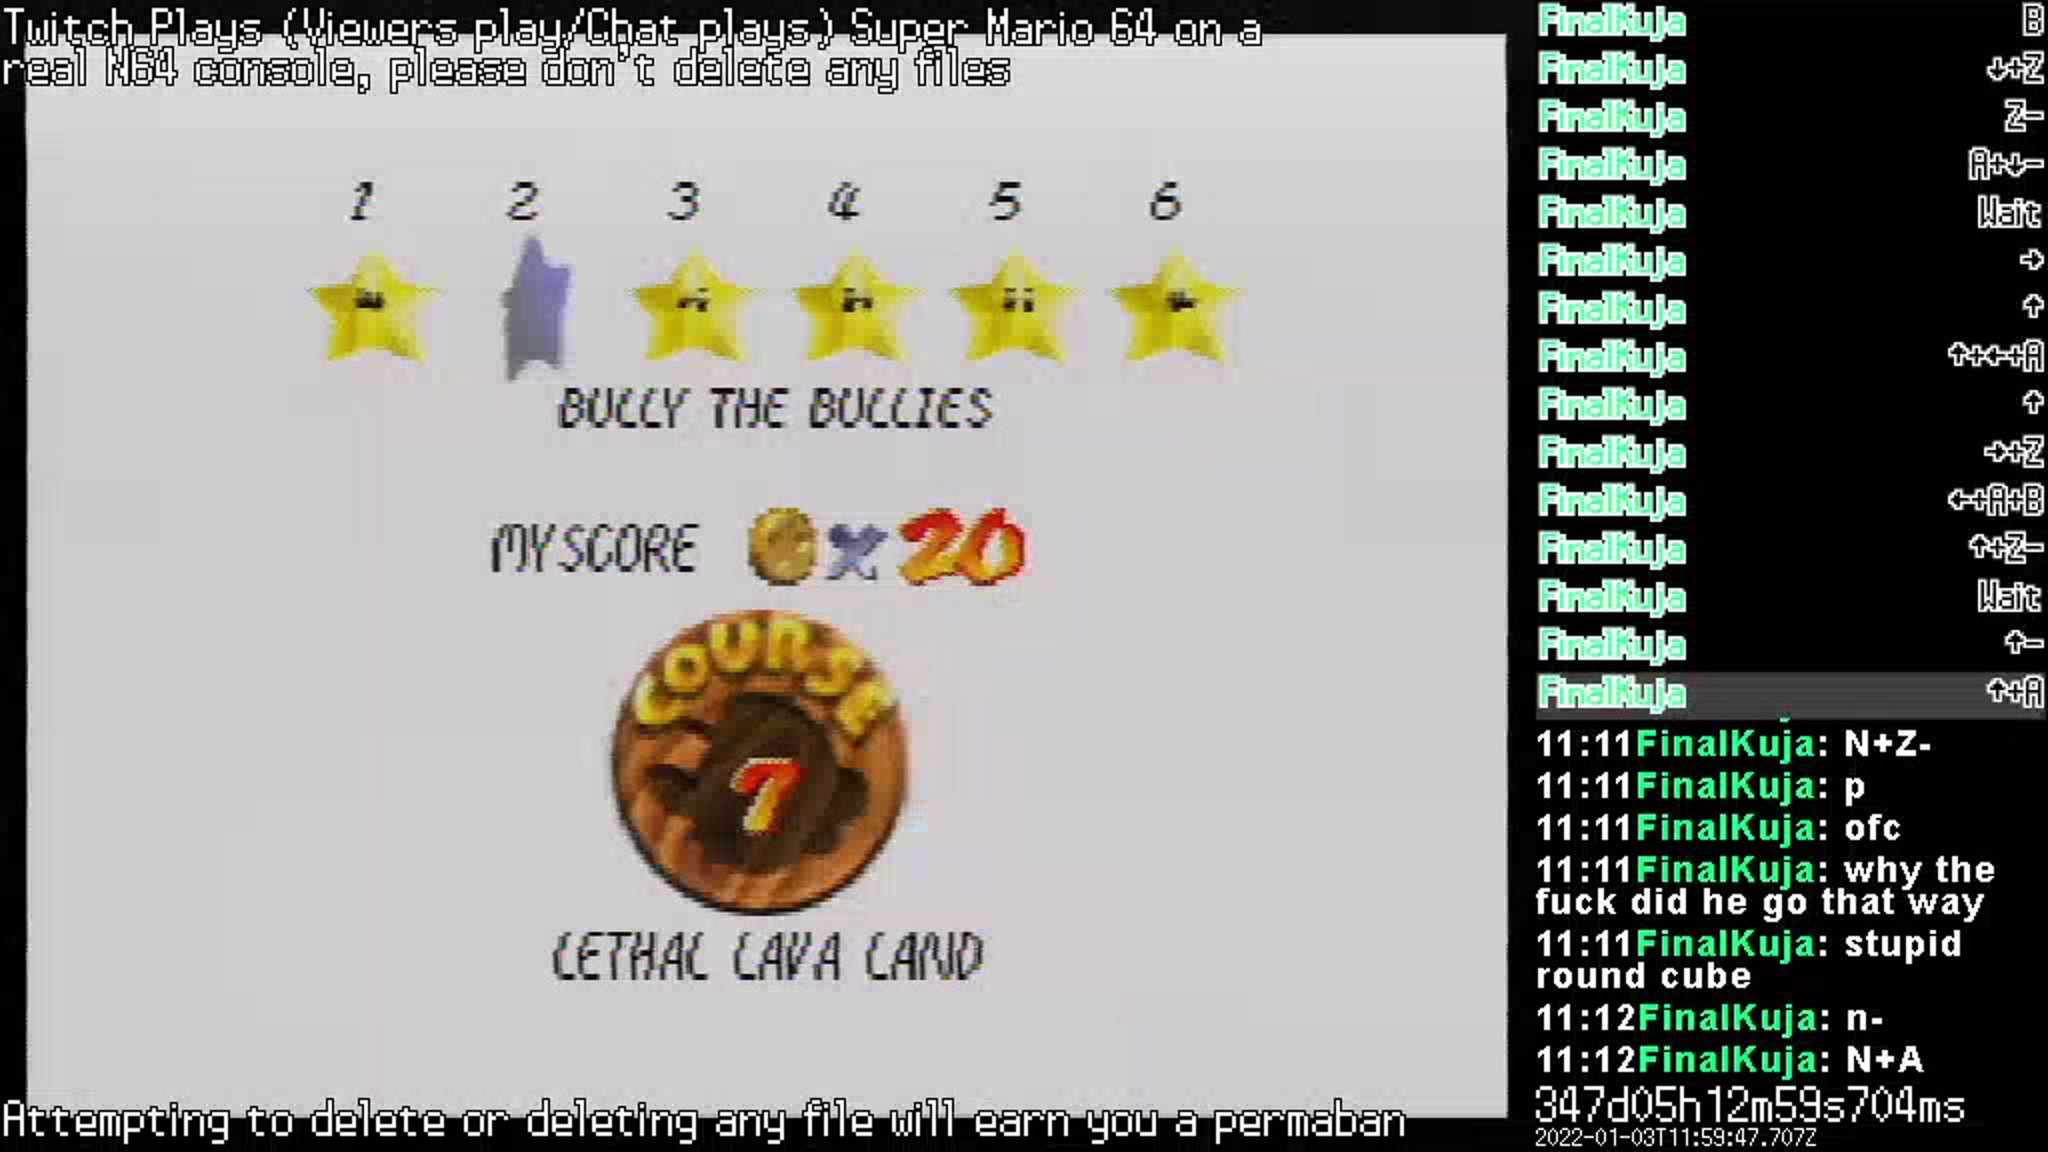 Twitch Plays (Viewers play/Chat plays) Super Mario 64 on a
real N64 console, please don't delete any files
1 2 3 4 5 6
BULLY THE BULLIES
MY SCORE x 20
COURSE
7
LETHAL LAVA LAND
Attempting to delete or deleting any file will earn you a permaban
FinalKuja B
FinalKuja ↓+Z
FinalKuja Z-
FinalKuja A+↓-
FinalKuja Wait
FinalKuja →
FinalKuja ↑
FinalKuja ↑+←+A
FinalKuja ↑
FinalKuja →+Z
FinalKuja ←+A+B
FinalKuja ↑+Z-
FinalKuja Wait
FinalKuja ↑-
FinalKuja ↑+A
11:11FinalKuja: N+Z-
11:11FinalKuja: p
11:11FinalKuja: ofc
11:11FinalKuja: why the
fuck did he go that way
11:11FinalKuja: stupid
round cube
11:12FinalKuja: n-
11:12FinalKuja: N+A
347d05h12m59s704ms
2022-01-03T11:59:47.707Z